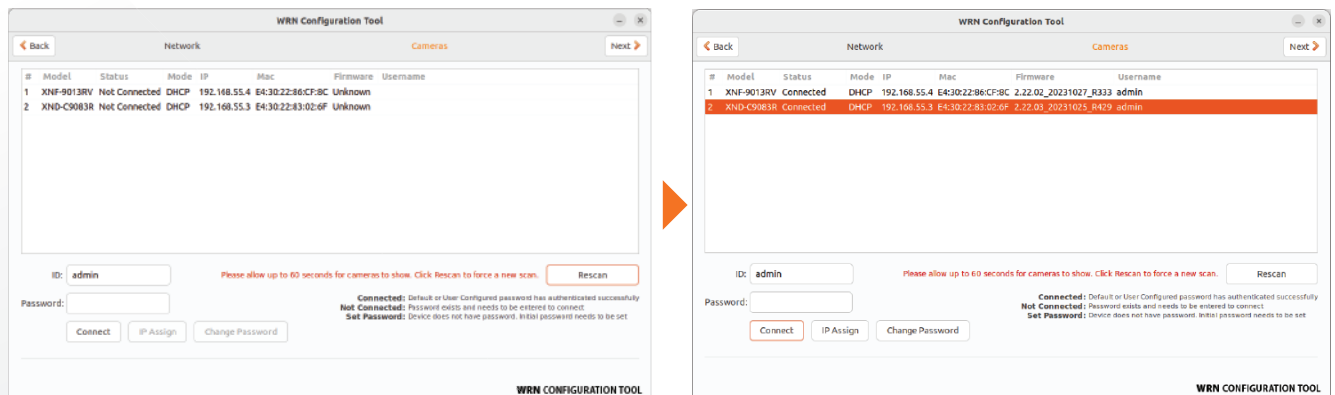 WRN Configuration Tool
Back Network Cameras Next
# Model Status Mode IP Mac Firmware Username
1 XNF-9013RV Not Connected DHCP 192.168.55.4 E4:30:22:86:CF:8C Unknown
2 XND-C9083R Not Connected DHCP 192.168.55.3 E4:30:22:83:02:6F Unknown
ID: admin Please allow up to 60 seconds for cameras to show. Click Rescan to force a new scan. Rescan
Password:
Connected: Default or User Configured password has authenticated successfully
Not Connected: Password exists and needs to be entered to connect
Set Password: Device does not have password. Initial password needs to be set
Connect IP Assign Change Password
WRN CONFIGURATION TOOL
WRN Configuration Tool
Back Network Cameras Next
# Model Status Mode IP Mac Firmware Username
1 XNF-9013RV Connected DHCP 192.168.55.4 E4:30:22:86:CF:8C 2.22.02_20231027_R333 admin
2 XND-C9083R Connected DHCP 192.168.55.3 E4:30:22:83:02:6F 2.22.03_20231025_R429 admin
ID: admin Please allow up to 60 seconds for cameras to show. Click Rescan to force a new scan. Rescan
Password:
Connected: Default or User Configured password has authenticated successfully
Not Connected: Password exists and needs to be entered to connect
Set Password: Device does not have password. Initial password needs to be set
Connect IP Assign Change Password
WRN CONFIGURATION TOOL